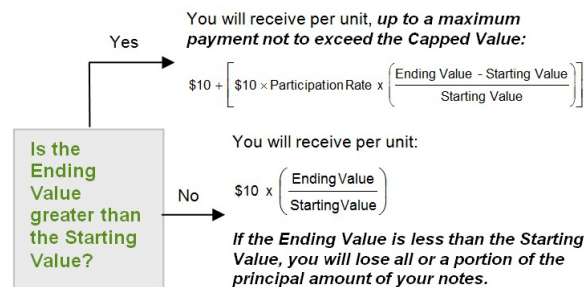 You will receive per unit, up to a maximum
payment not to exceed the Capped Value:
Yes
$10 + [ $10 × Participation Rate x ( Ending Value - Starting Value / Starting Value ) ]
Is the
Ending
Value
greater than
the Starting
Value?
No
You will receive per unit:
$10 x ( Ending Value / Starting Value )
If the Ending Value is less than the Starting
Value, you will lose all or a portion of the
principal amount of your notes.